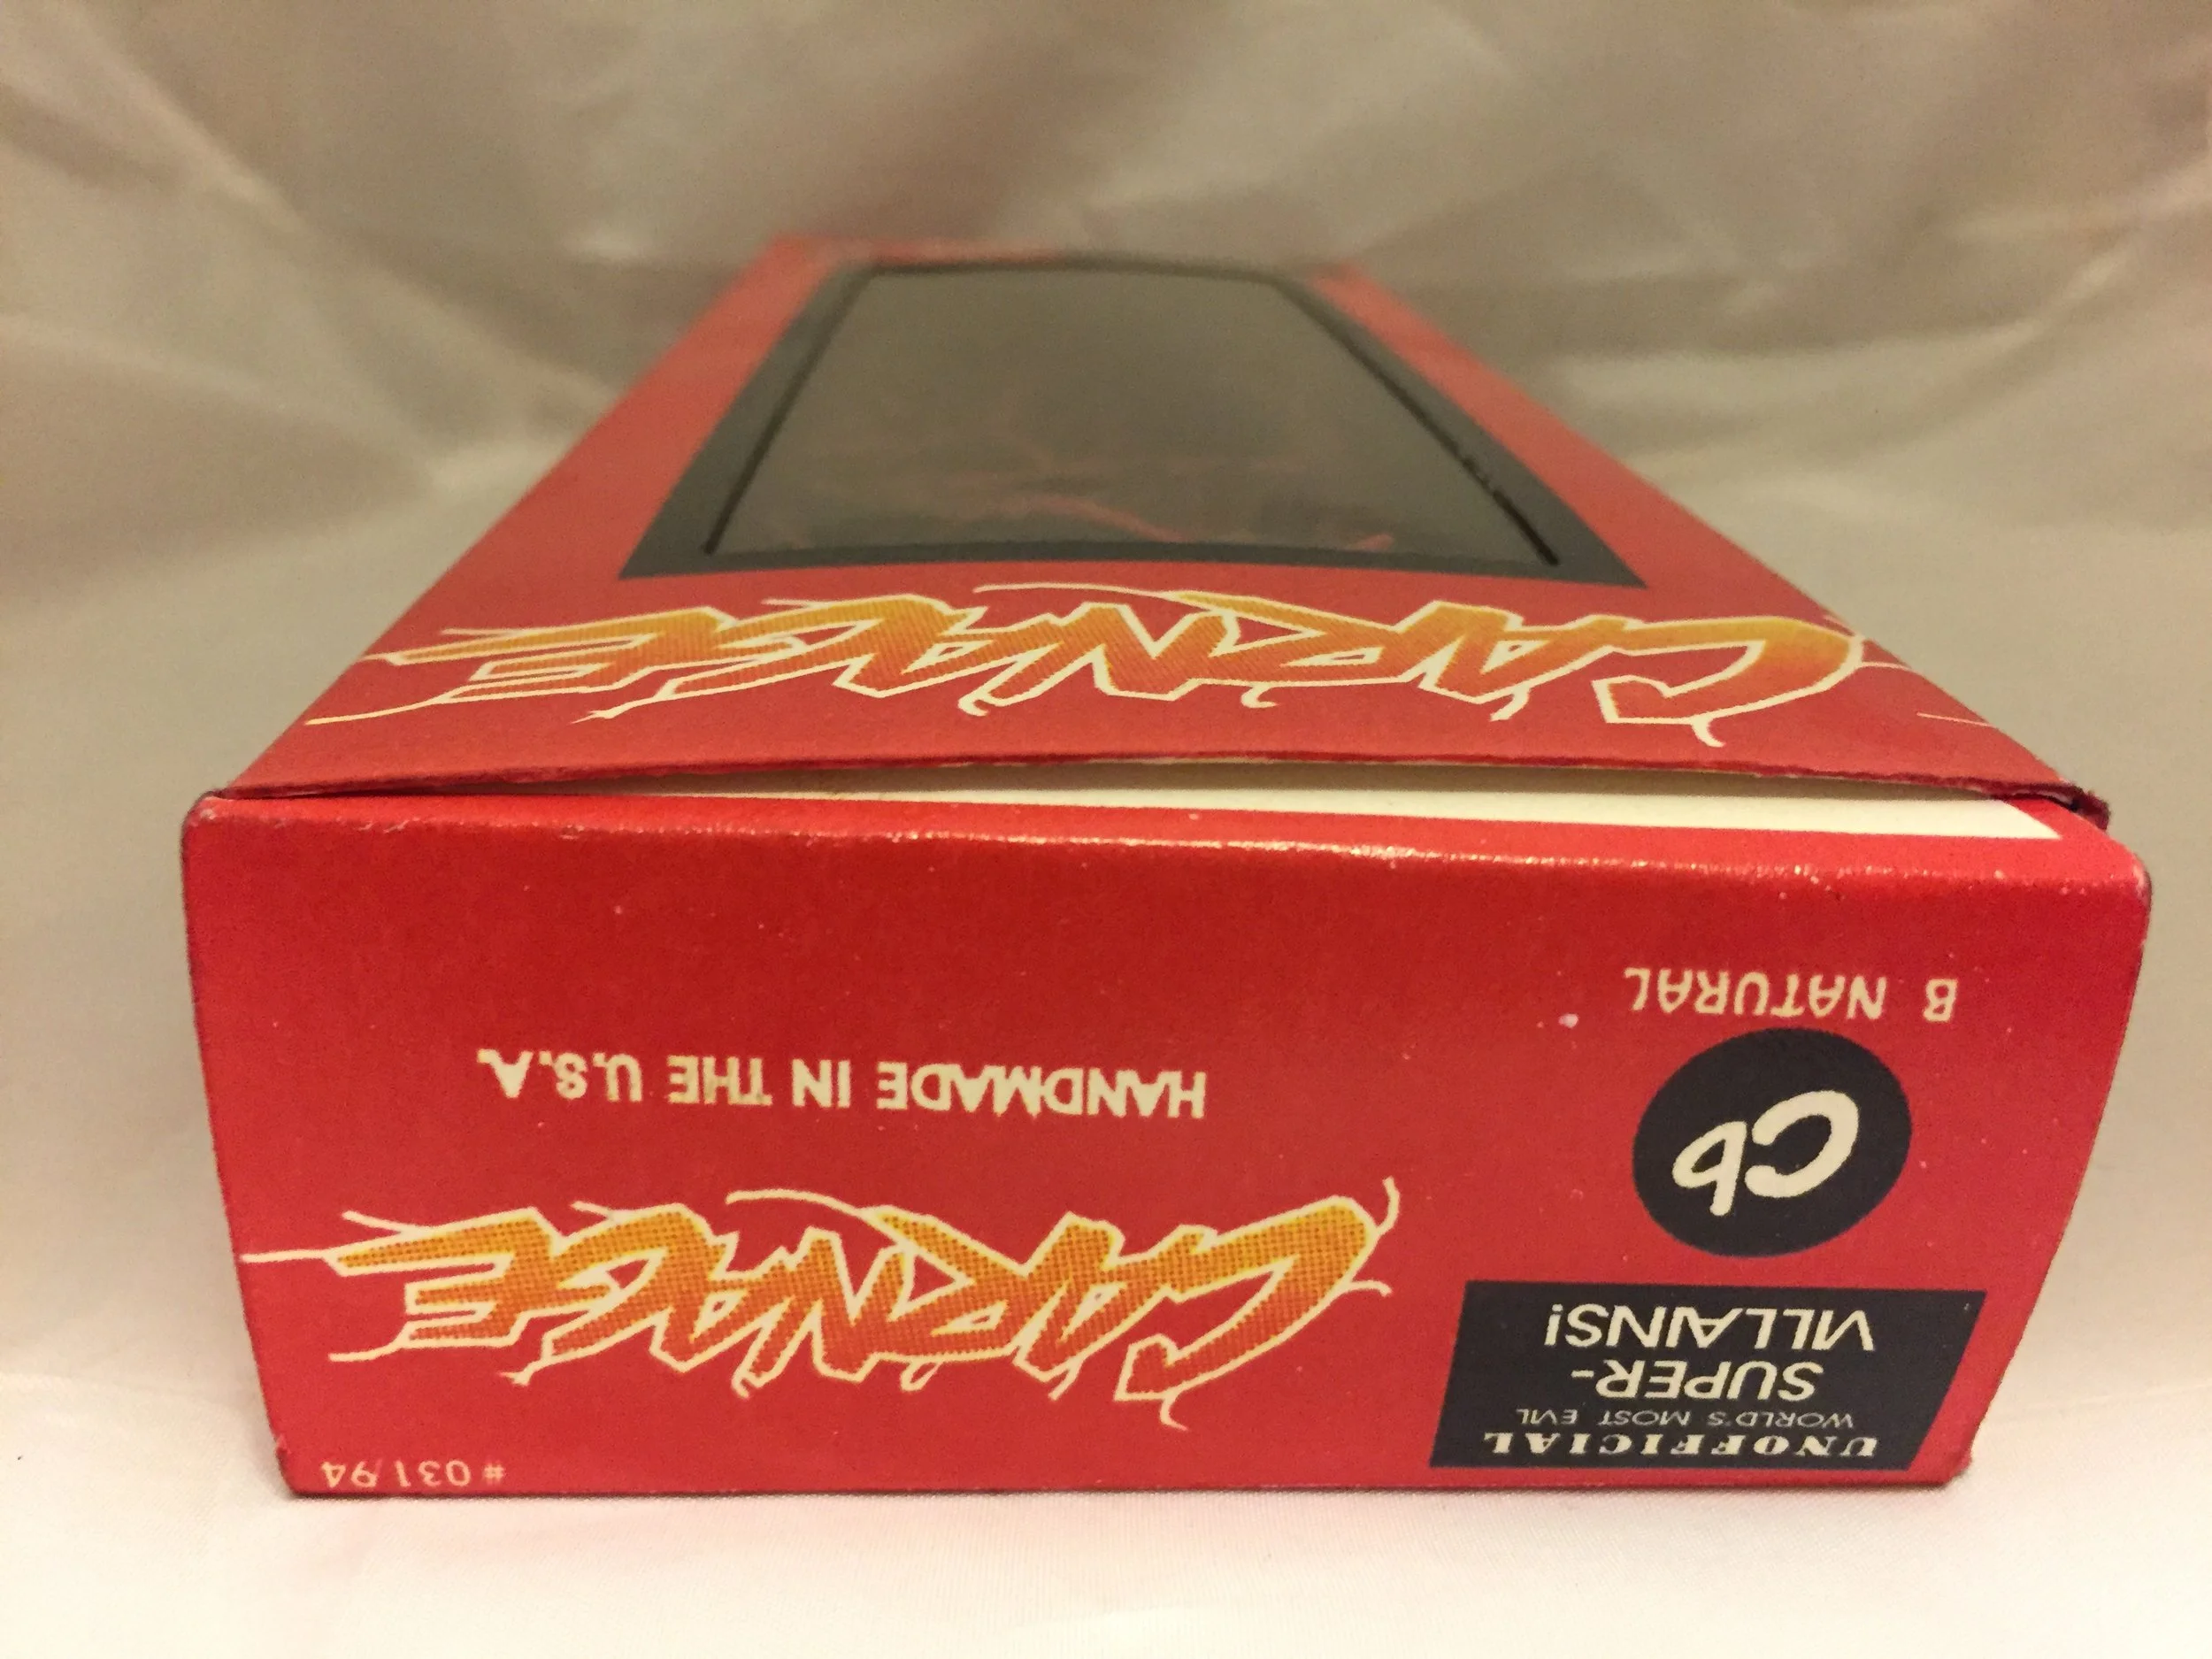 # 031/94
UNOFFICIAL
WORLD'S MOST EVIL
SUPER-
VILLAINS!
CARNAGE
Cb
HANDMADE IN THE U.S.A.
B NATURAL
CARNAGE